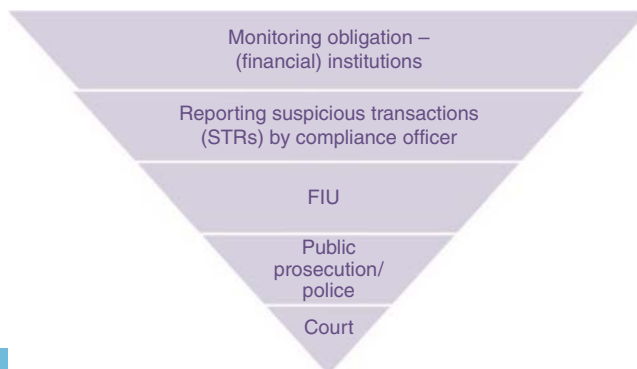 Monitoring obligation –
(financial) institutions
Reporting suspicious transactions
(STRs) by compliance officer
FIU
Public
prosecution/
police
Court